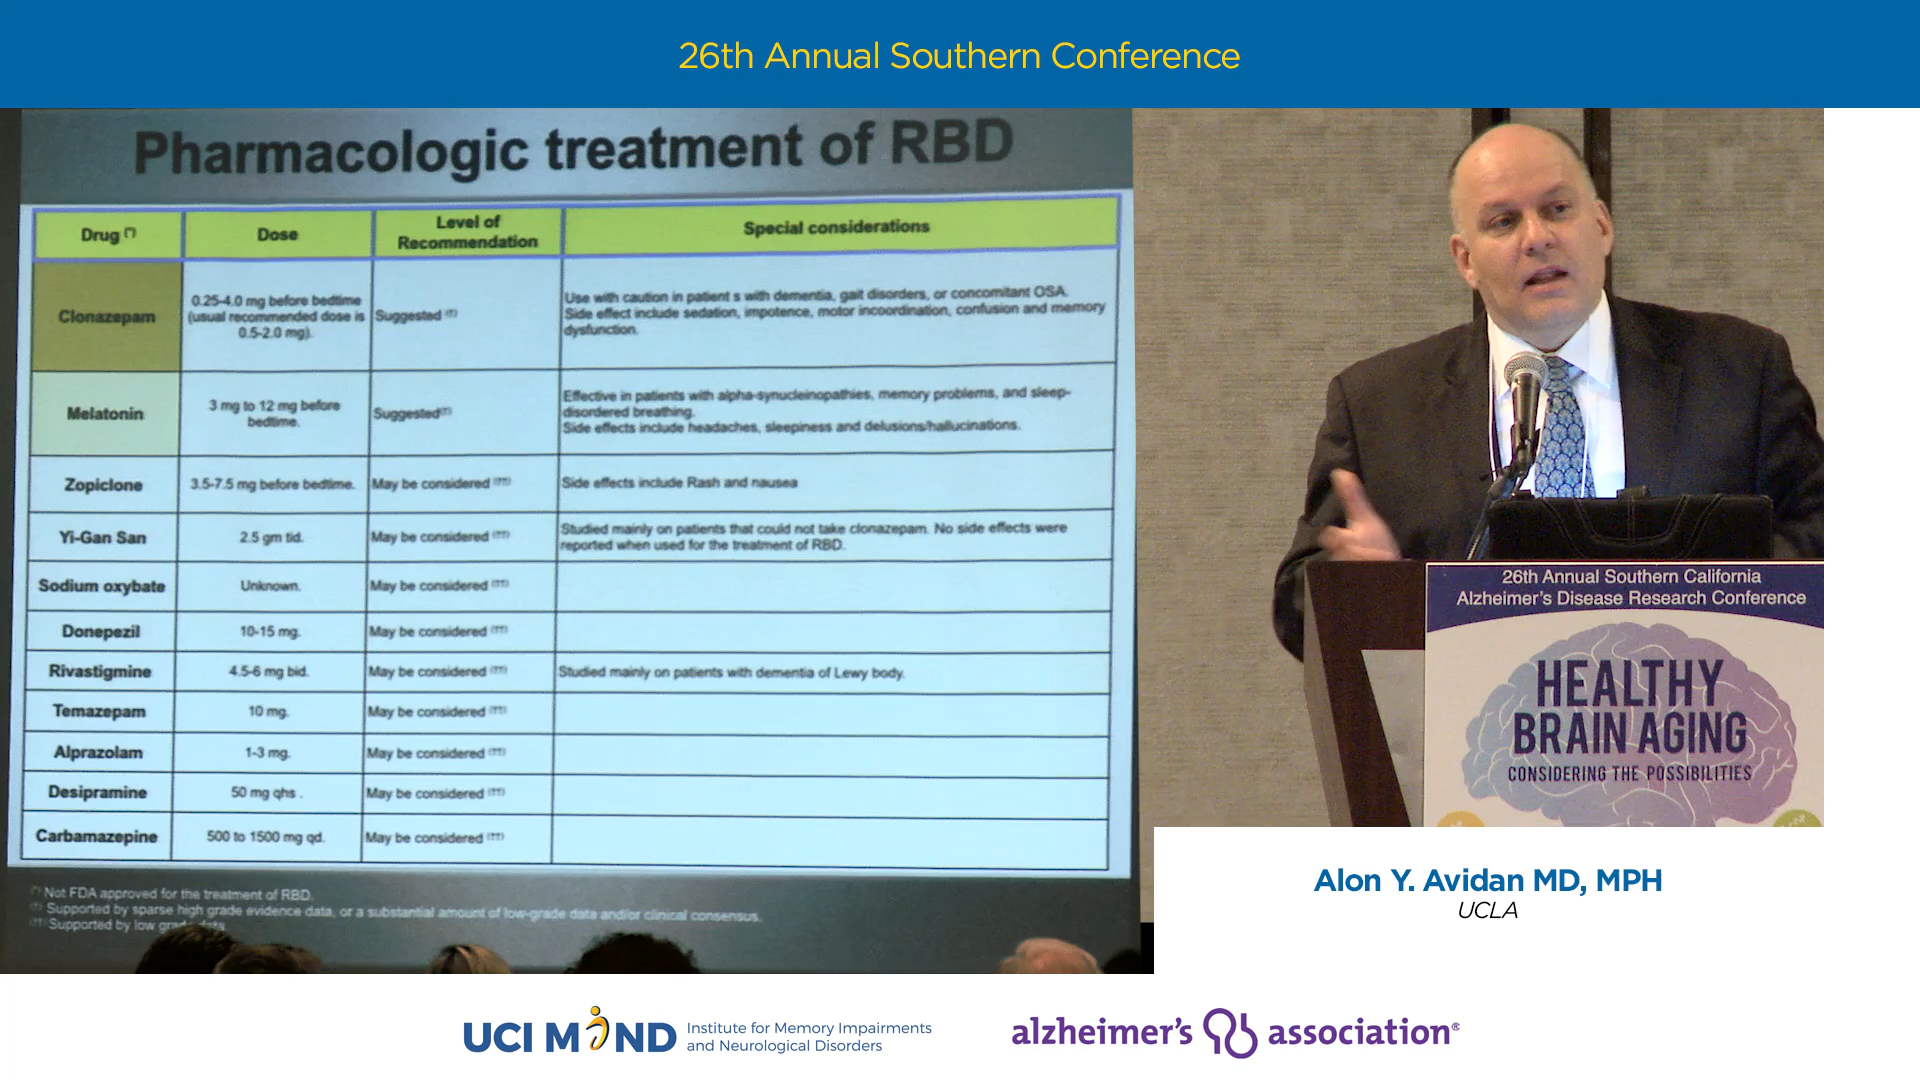 26th Annual Southern Conference
Pharmacologic treatment of RBD
Drug (*)
Dose
Level of
Recommendation
Special considerations
Clonazepam
0.25-4.0 mg before bedtime
(usual recommended dose is
0.5-2.0 mg).
Suggested
Use with caution in patient s with dementia, gait disorders, or concomitant OSA.
Side effect include sedation, impotence, motor incoordination, confusion and memory
dysfunction.
Melatonin
3 mg to 12 mg before
bedtime.
Suggested
Effective in patients with alpha-synucleinopathies, memory problems, and sleep-
disordered breathing.
Side effects include headaches, sleepiness and delusions/hallucinations.
Zopiclone
3.5-7.5 mg before bedtime.
May be considered
Side effects include Rash and nausea
Yi-Gan San
2.5 gm tid.
May be considered
Studied mainly on patients that could not take clonazepam. No side effects were
reported when used for the treatment of RBD.
Sodium oxybate
Unknown.
May be considered
Donepezil
10-15 mg.
May be considered
Rivastigmine
4.5-6 mg bid.
May be considered
Studied mainly on patients with dementia of Lewy body.
Temazepam
10 mg.
May be considered
Alprazolam
1-3 mg.
May be considered
Desipramine
50 mg qhs .
May be considered
Carbamazepine
500 to 1500 mg qd.
May be considered
Not FDA approved for the treatment of RBD.
Supported by sparse high grade evidence data, or a substantial amount of low-grade data and/or clinical consensus.
Supported by low grade data
26th Annual Southern California
Alzheimer's Disease Research Conference
HEALTHY
BRAIN AGING
CONSIDERING THE POSSIBILITIES
Alon Y. Avidan MD, MPH
UCLA
UCI MIND
Institute for Memory Impairments
and Neurological Disorders
alzheimer's association®